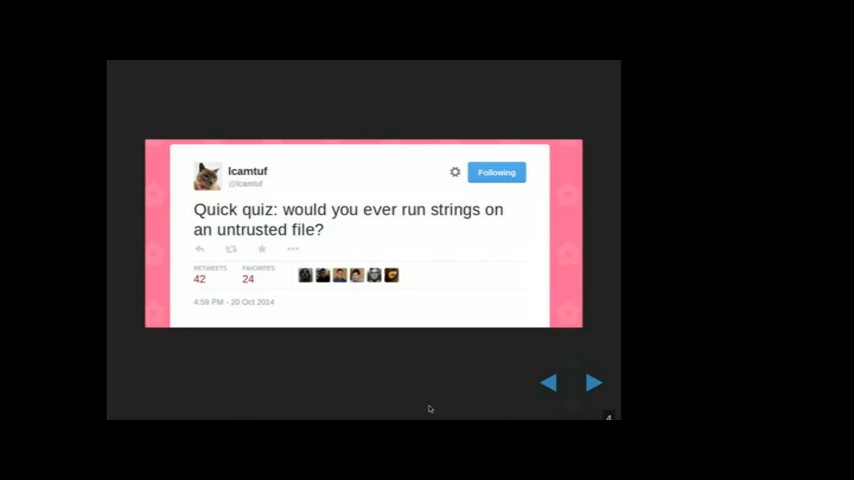 lcamtuf
@lcamtuf
Following
Quick quiz: would you ever run strings on
an untrusted file?
RETWEETS FAVORITES
42 24
4:59 PM - 20 Oct 2014
4